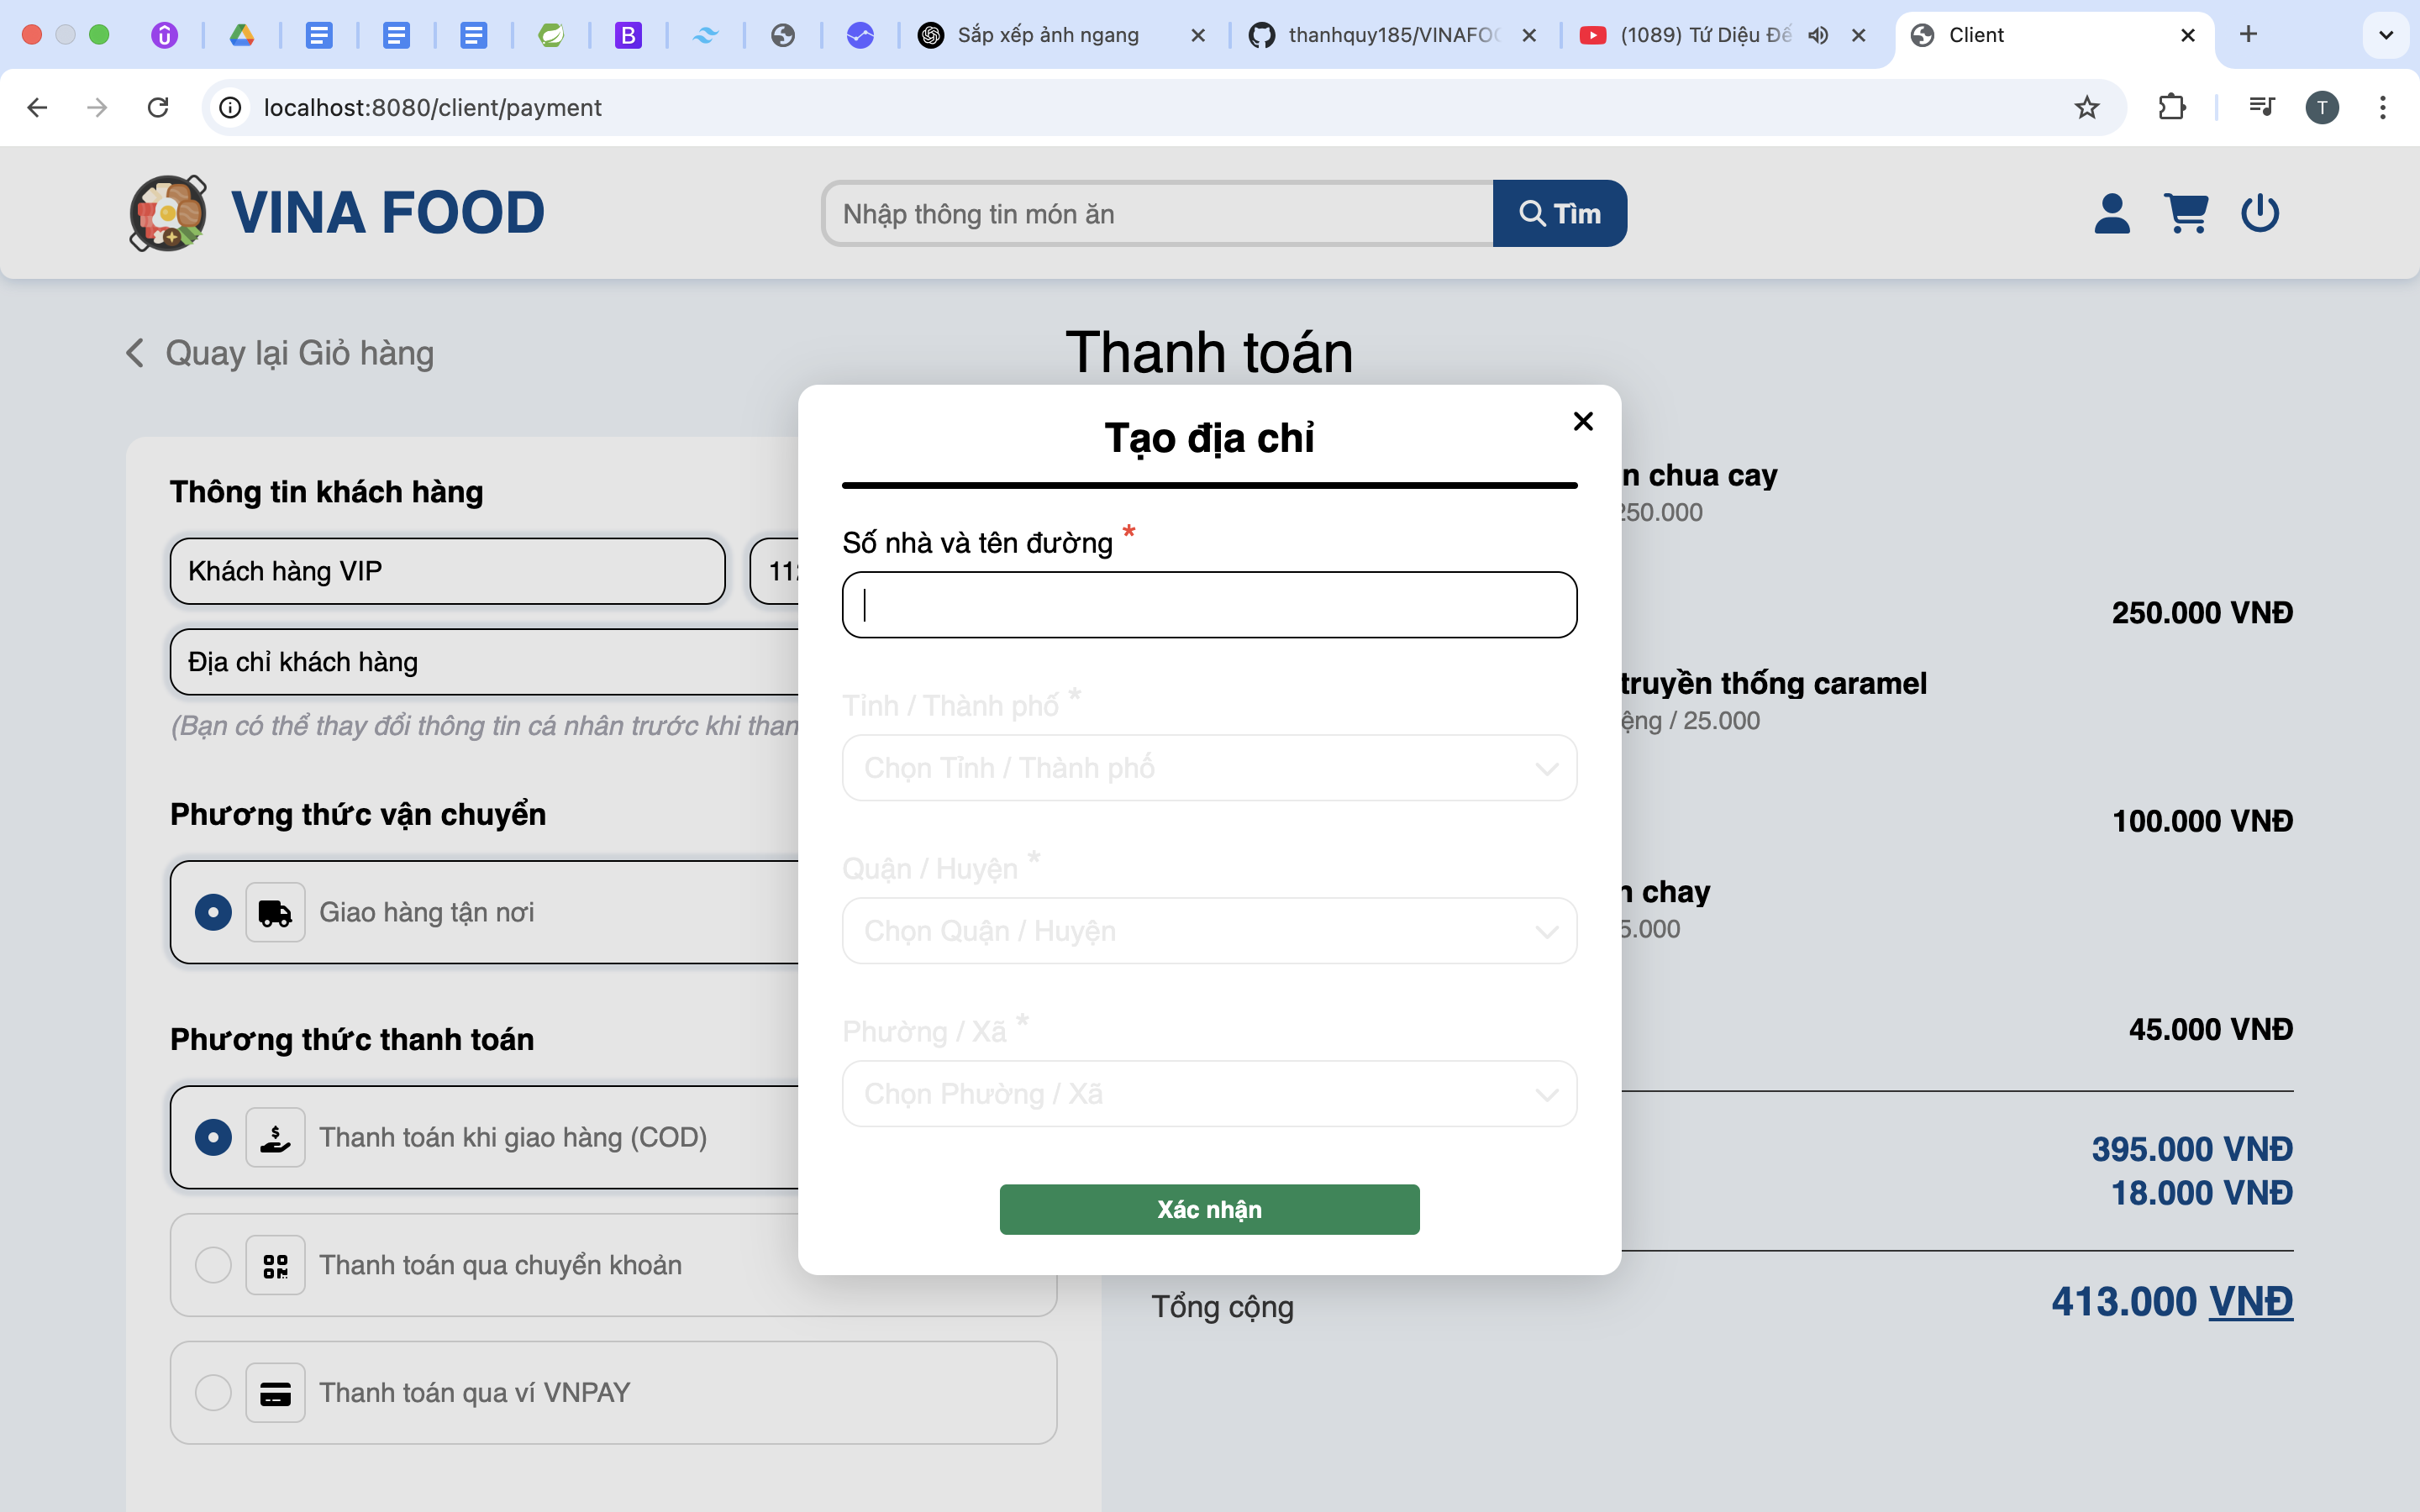 Sắp xếp ảnh ngang
thanhquy185/VINAFOO
(1089) Tứ Diệu Đế
Client
localhost:8080/client/payment
T
VINA FOOD
Nhập thông tin món ăn
Tìm
Quay lại Giỏ hàng
Thanh toán
Thông tin khách hàng
Khách hàng VIP
Địa chỉ khách hàng
(Bạn có thể thay đổi thông tin cá nhân trước khi
Phương thức vận chuyển
Giao hàng tận nơi
Phương thức thanh toán
Thanh toán khi giao hàng (COD)
Thanh toán qua chuyển khoản
Thanh toán qua ví VNPAY
Tạo địa chỉ
Số nhà và tên đường *
Tỉnh / Thành phố *
Chọn Tỉnh / Thành phố
Quận / Huyện *
Chọn Quận / Huyện
Phường / Xã *
Chọn Phường / Xã
Xác nhận
chua cay
250.000
250.000 VNĐ
truyền thống caramel
/ 25.000
100.000 VNĐ
chay
5.000
45.000 VNĐ
395.000 VNĐ
18.000 VNĐ
Tổng cộng
413.000 VNĐ